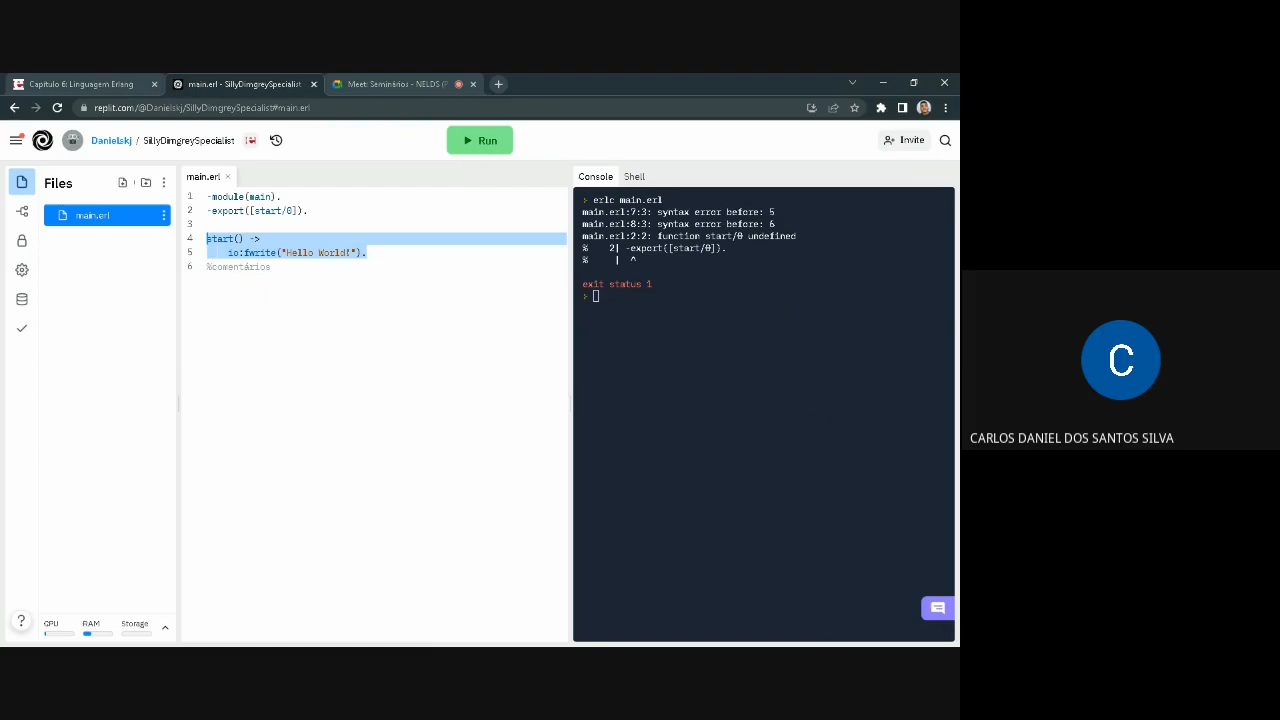 Capítulo 6: Linguagem Erlang
main.erl - SillyDimgreySpecialist
Meet: Seminários - NELDS (
replit.com/@Danielskj/SillyDimgreySpecialist#main.erl
Danielskj / SillyDimgreySpecialist
Run
Invite
Files
main.erl
main.erl
1 -module(main).
2 -export([start/0]).
3
4 start() ->
5 io:fwrite("Hello World!").
6 %comentários
Console Shell
› erlc main.erl
main.erl:7:3: syntax error before: 5
main.erl:8:3: syntax error before: 6
main.erl:2:2: function start/0 undefined
% 2| -export([start/0]).
% | ^
exit status 1
›
C
CARLOS DANIEL DOS SANTOS SILVA
? CPU RAM Storage